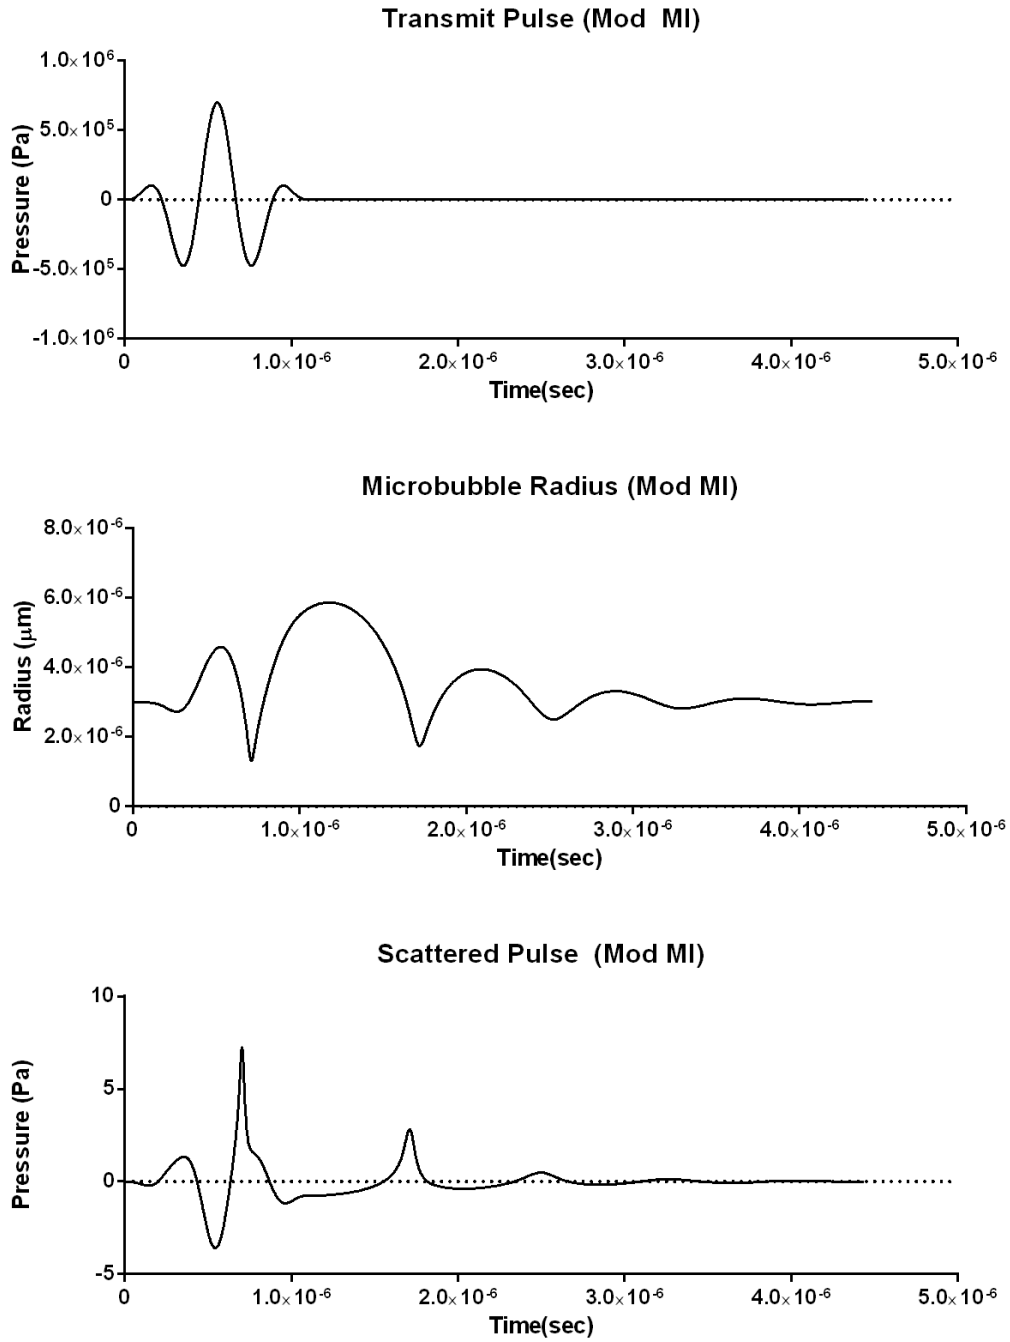 Transmit Pulse (Mod  MI)
Pressure (Pa)
1.0×10⁶
5.0×10⁵
0
-5.0×10⁵
-1.0×10⁶
0 1.0×10⁻⁶ 2.0×10⁻⁶ 3.0×10⁻⁶ 4.0×10⁻⁶ 5.0×10⁻⁶
Time(sec)
Microbubble Radius (Mod MI)
Radius (μm)
8.0×10⁻⁶
6.0×10⁻⁶
4.0×10⁻⁶
2.0×10⁻⁶
0
0 1.0×10⁻⁶ 2.0×10⁻⁶ 3.0×10⁻⁶ 4.0×10⁻⁶ 5.0×10⁻⁶
Time(sec)
Scattered Pulse  (Mod MI)
Pressure (Pa)
10
5
0
-5
0 1.0×10⁻⁶ 2.0×10⁻⁶ 3.0×10⁻⁶ 4.0×10⁻⁶ 5.0×10⁻⁶
Time(sec)